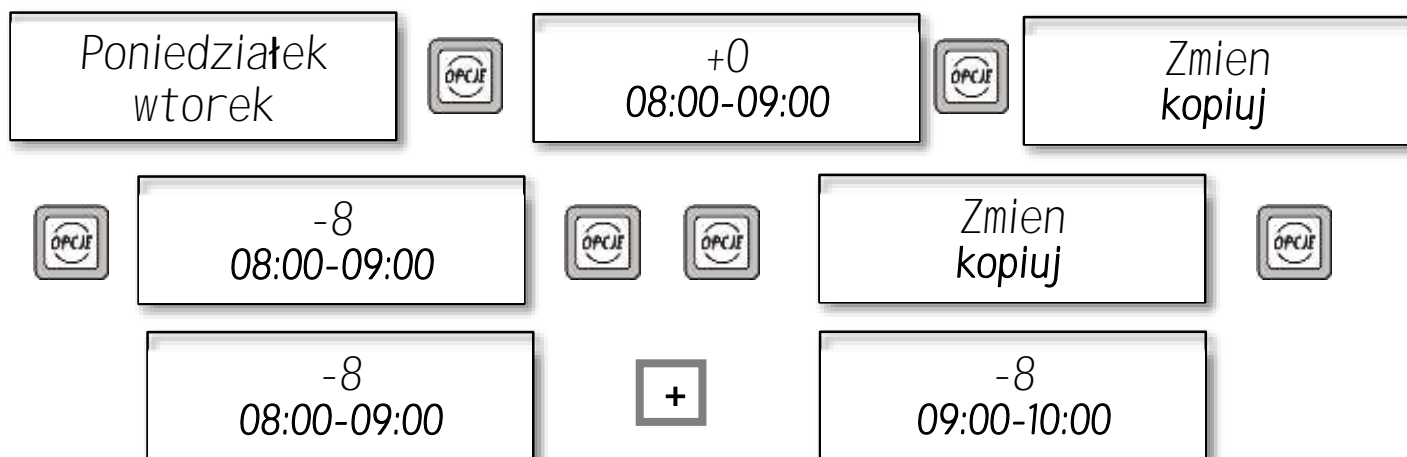 Poniedziałek
wtorek
OPCJE
+0
08:00-09:00
OPCJE
Zmien
kopiuj
OPCJE
-8
08:00-09:00
OPCJE
OPCJE
Zmien
kopiuj
OPCJE
-8
08:00-09:00
+
-8
09:00-10:00